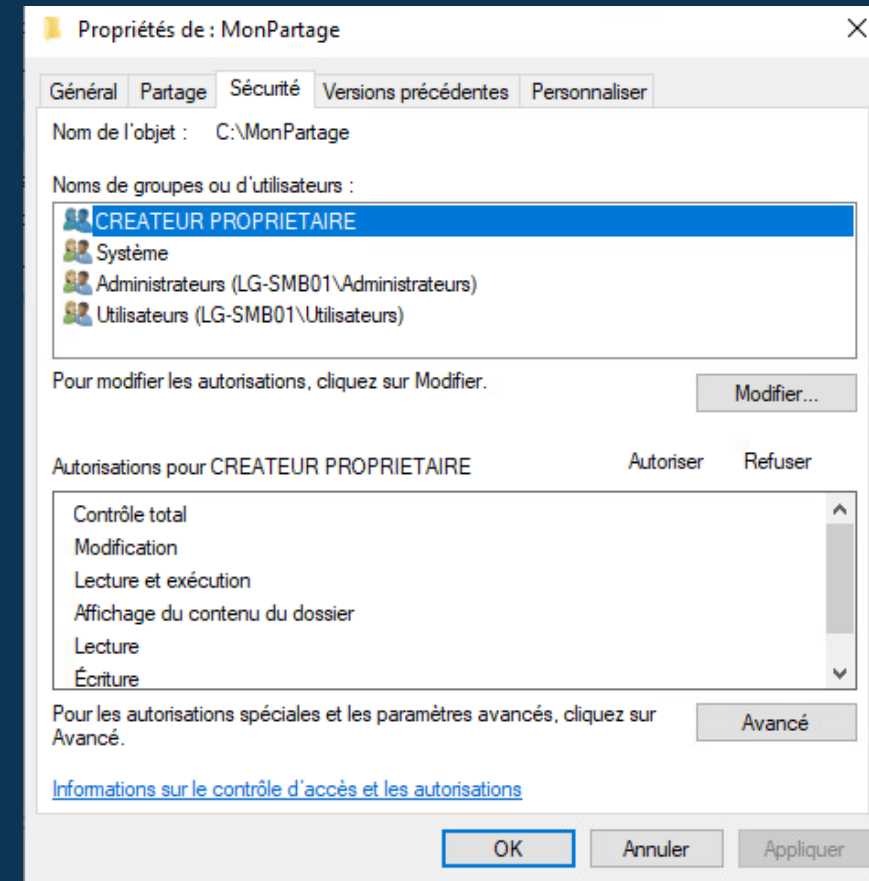 Propriétés de : MonPartage
Général Partage Sécurité Versions précédentes Personnaliser
Nom de l'objet : C:\MonPartage
Noms de groupes ou d'utilisateurs :
CREATEUR PROPRIETAIRE
Système
Administrateurs (LG-SMB01\Administrateurs)
Utilisateurs (LG-SMB01\Utilisateurs)
Pour modifier les autorisations, cliquez sur Modifier.
Modifier...
Autorisations pour CREATEUR PROPRIETAIRE Autoriser Refuser
Contrôle total
Modification
Lecture et exécution
Affichage du contenu du dossier
Lecture
Écriture
Pour les autorisations spéciales et les paramètres avancés, cliquez sur
Avancé.
Avancé
Informations sur le contrôle d'accès et les autorisations
OK Annuler Appliquer